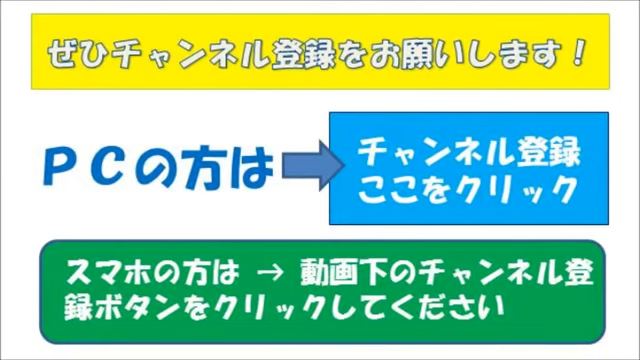 ぜひチャンネル登録をお願いします！
ＰＣの方は
チャンネル登録
ここをクリック
スマホの方は → 動画下のチャンネル登
録ボタンをクリックしてください